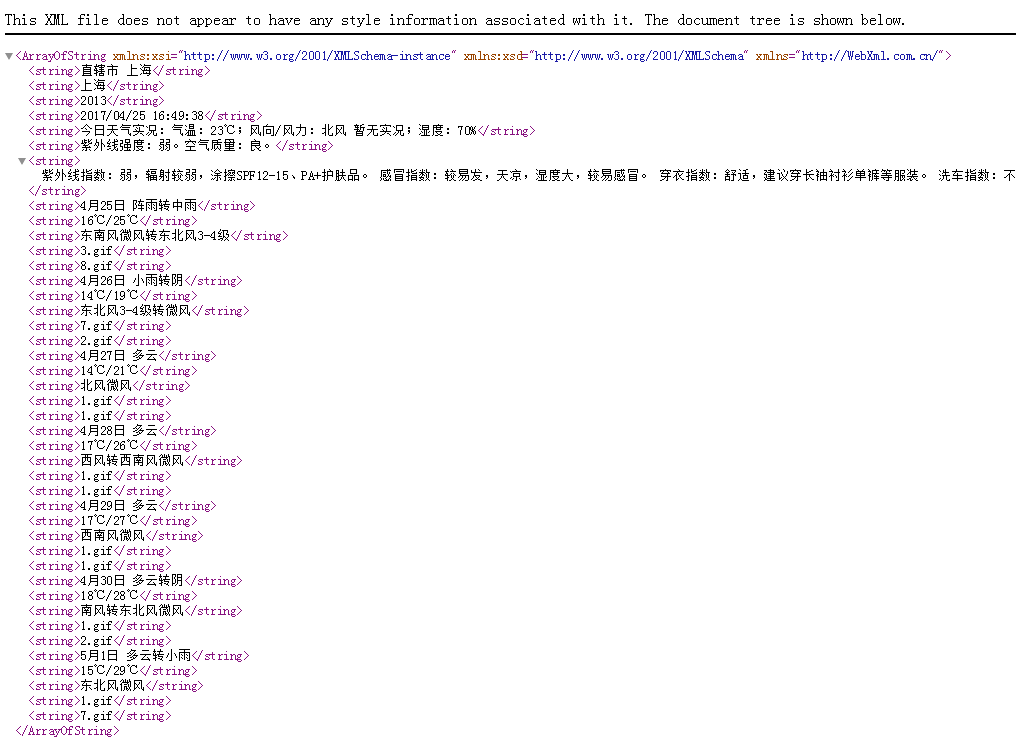 This XML file does not appear to have any style information associated with it. The document tree is shown below.
▼<ArrayOfString xmlns:xsi="http://www.w3.org/2001/XMLSchema-instance" xmlns:xsd="http://www.w3.org/2001/XMLSchema" xmlns="http://WebXml.com.cn/">
<string>直辖市 上海</string>
<string>上海</string>
<string>2013</string>
<string>2017/04/25 16:49:38</string>
<string>今日天气实况：气温：23℃；风向/风力：北风 暂无实况；湿度：70%</string>
<string>紫外线强度：弱。空气质量：良。</string>
▼<string>
紫外线指数：弱，辐射较弱，涂擦SPF12-15、PA+护肤品。 感冒指数：较易发，天凉，湿度大，较易感冒。 穿衣指数：舒适，建议穿长袖衬衫单裤等服装。 洗车指数：不
</string>
<string>4月25日 阵雨转中雨</string>
<string>16℃/25℃</string>
<string>东南风微风转东北风3-4级</string>
<string>3.gif</string>
<string>8.gif</string>
<string>4月26日 小雨转阴</string>
<string>14℃/19℃</string>
<string>东北风3-4级转微风</string>
<string>7.gif</string>
<string>2.gif</string>
<string>4月27日 多云</string>
<string>14℃/21℃</string>
<string>北风微风</string>
<string>1.gif</string>
<string>1.gif</string>
<string>4月28日 多云</string>
<string>17℃/26℃</string>
<string>西风转西南风微风</string>
<string>1.gif</string>
<string>1.gif</string>
<string>4月29日 多云</string>
<string>17℃/27℃</string>
<string>西南风微风</string>
<string>1.gif</string>
<string>1.gif</string>
<string>4月30日 多云转阴</string>
<string>18℃/28℃</string>
<string>南风转东北风微风</string>
<string>1.gif</string>
<string>2.gif</string>
<string>5月1日 多云转小雨</string>
<string>15℃/29℃</string>
<string>东北风微风</string>
<string>1.gif</string>
<string>7.gif</string>
</ArrayOfString>